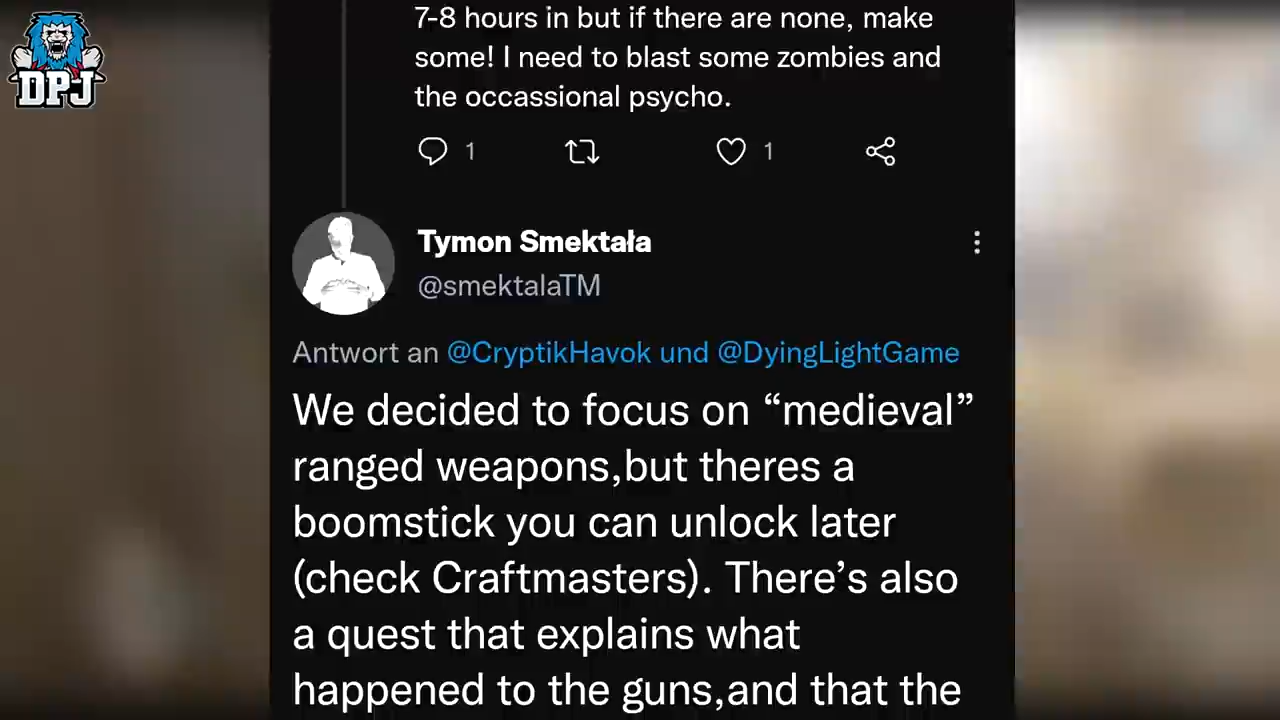 DPJ
7-8 hours in but if there are none, make
some! I need to blast some zombies and
the occassional psycho.
1
1
Tymon Smektała
@smektalaTM
Antwort an @CryptikHavok und @DyingLightGame
We decided to focus on “medieval”
ranged weapons,but theres a
boomstick you can unlock later
(check Craftmasters). There’s also
a quest that explains what
happened to the guns,and that the